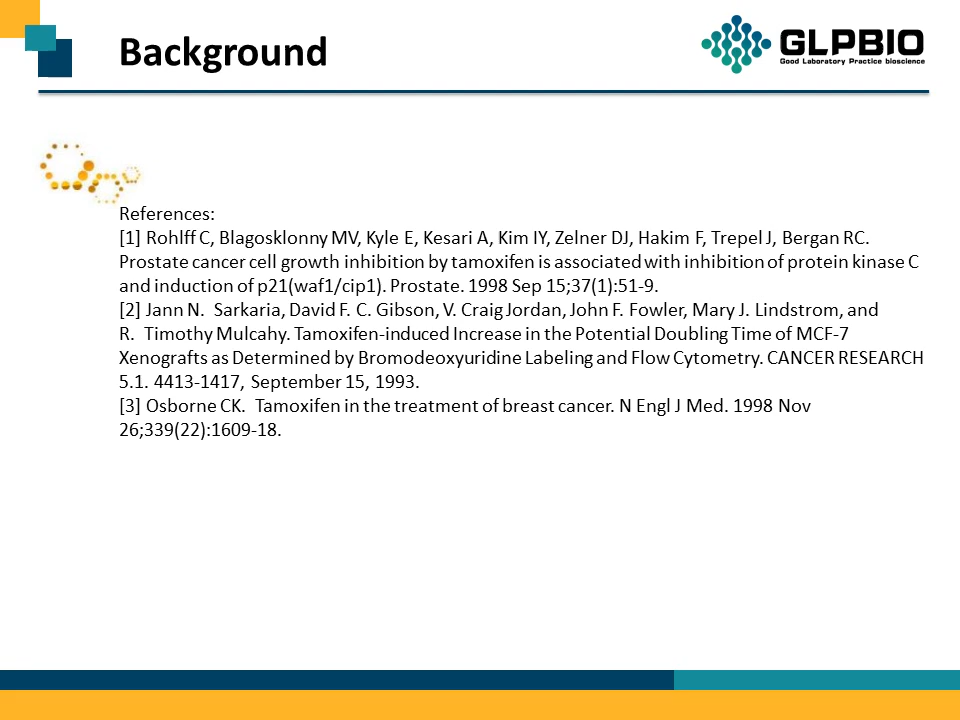 Background
GLPBIO
Good Laboratory Practice bioscience
References:
[1] Rohlff C, Blagosklonny MV, Kyle E, Kesari A, Kim IY, Zelner DJ, Hakim F, Trepel J, Bergan RC.
Prostate cancer cell growth inhibition by tamoxifen is associated with inhibition of protein kinase C
and induction of p21(waf1/cip1). Prostate. 1998 Sep 15;37(1):51-9.
[2] Jann N.  Sarkaria, David F. C. Gibson, V. Craig Jordan, John F. Fowler, Mary J. Lindstrom, and
R.  Timothy Mulcahy. Tamoxifen-induced Increase in the Potential Doubling Time of MCF-7
Xenografts as Determined by Bromodeoxyuridine Labeling and Flow Cytometry. CANCER RESEARCH
5.1. 4413-1417, September 15, 1993.
[3] Osborne CK.  Tamoxifen in the treatment of breast cancer. N Engl J Med. 1998 Nov
26;339(22):1609-18.